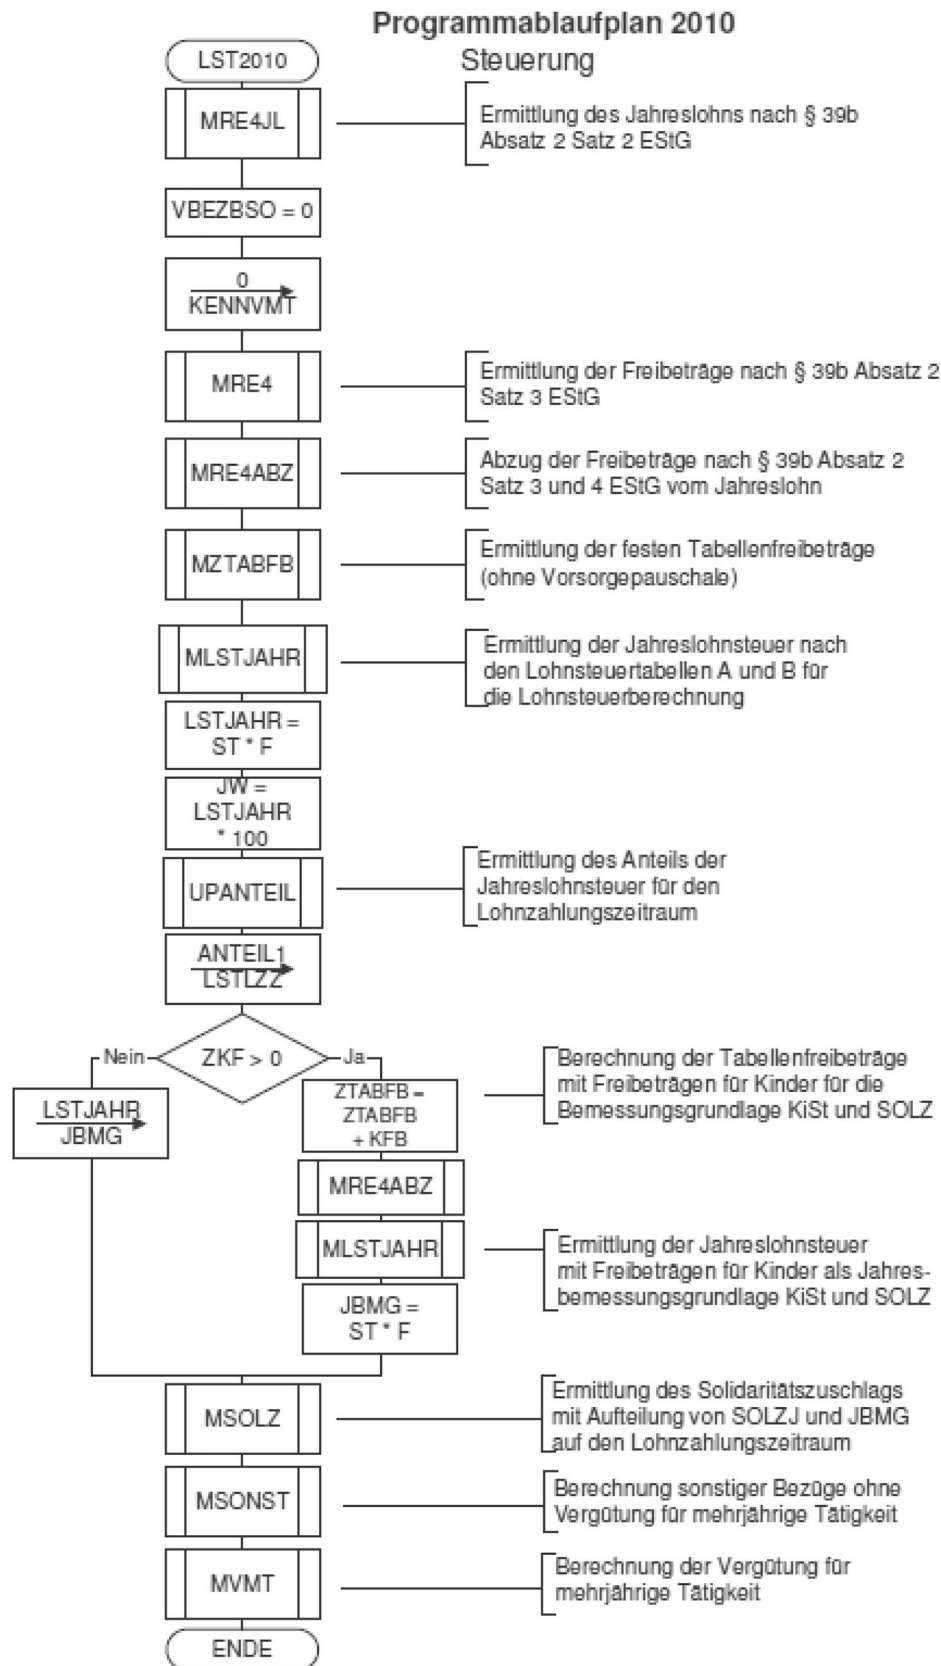 Programmablaufplan 2010
LST2010
Steuerung
MRE4JL
Ermittlung des Jahreslohns nach § 39b
Absatz 2 Satz 2 EStG
VBEZBSO = 0
0
KENNVMT
MRE4
Ermittlung der Freibeträge nach § 39b Absatz 2
Satz 3 EStG
MRE4ABZ
Abzug der Freibeträge nach § 39b Absatz 2
Satz 3 und 4 EStG vom Jahreslohn
MZTABFB
Ermittlung der festen Tabellenfreibeträge
(ohne Vorsorgepauschale)
MLSTJAHR
Ermittlung der Jahreslohnsteuer nach
den Lohnsteuertabellen A und B für
die Lohnsteuerberechnung
LSTJAHR =
ST * F
JW =
LSTJAHR
* 100
UPANTEIL
Ermittlung des Anteils der
Jahreslohnsteuer für den
Lohnzahlungszeitraum
ANTEIL1
LSTLZZ
Nein
ZKF > 0
Ja
LSTJAHR
JBMG
ZTABFB =
ZTABFB
+ KFB
Berechnung der Tabellenfreibeträge
mit Freibeträgen für Kinder für die
Bemessungsgrundlage KiSt und SOLZ
MRE4ABZ
MLSTJAHR
Ermittlung der Jahreslohnsteuer
mit Freibeträgen für Kinder als Jahres-
bemessungsgrundlage KiSt und SOLZ
JBMG =
ST * F
MSOLZ
Ermittlung des Solidaritätszuschlags
mit Aufteilung von SOLZJ und JBMG
auf den Lohnzahlungszeitraum
MSONST
Berechnung sonstiger Bezüge ohne
Vergütung für mehrjährige Tätigkeit
MVMT
Berechnung der Vergütung für
mehrjährige Tätigkeit
ENDE